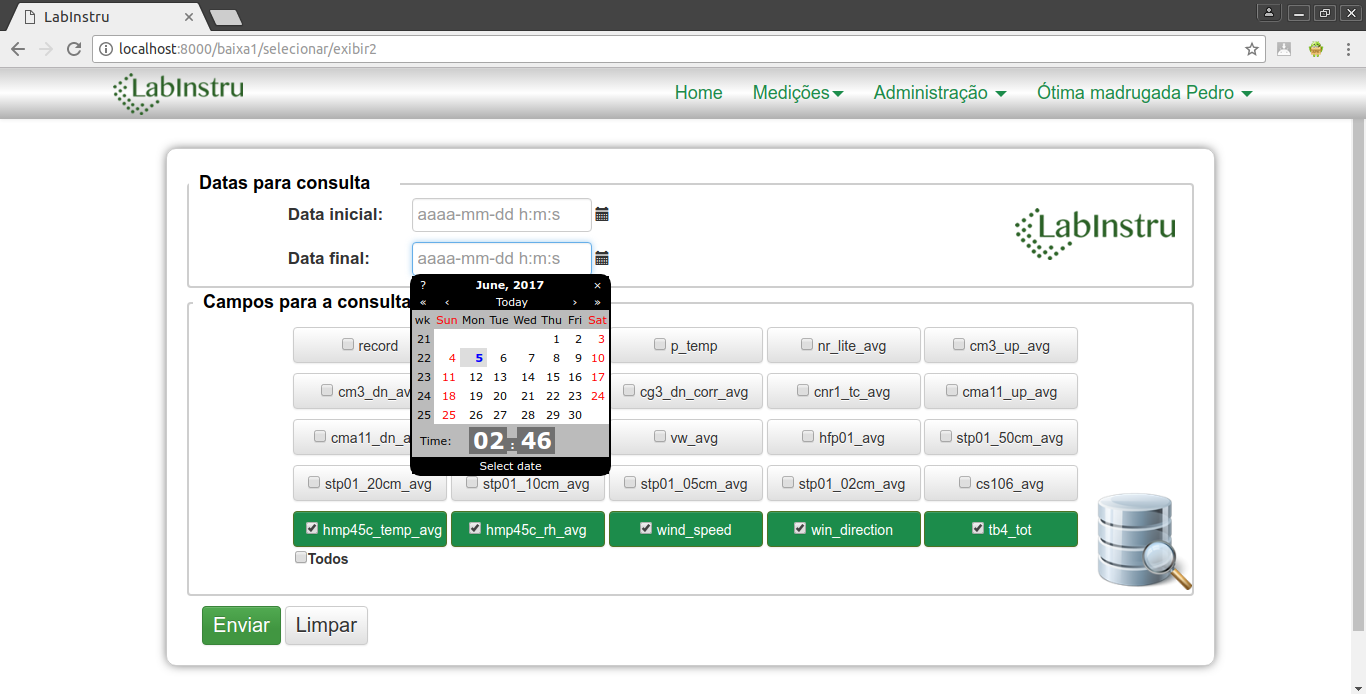 LabInstru
localhost:8000/baixa1/selecionar/exibir2
LabInstru Home Medições Administração Ótima madrugada Pedro
Datas para consulta
Data inicial: aaaa-mm-dd h:m:s
LabInstru
Data final: aaaa-mm-dd h:m:s
? June, 2017 ×
« ‹ Today › »
wk Sun Mon Tue Wed Thu Fri Sat
21 1 2 3
22 4 5 6 7 8 9 10
23 11 12 13 14 15 16 17
24 18 19 20 21 22 23 24
25 25 26 27 28 29 30
Time: 02 : 46
Select date
Campos para a consulta
record p_temp nr_lite_avg cm3_up_avg
cm3_dn_av cg3_dn_corr_avg cnr1_tc_avg cma11_up_avg
cma11_dn_a vw_avg hfp01_avg stp01_50cm_avg
stp01_20cm_avg stp01_10cm_avg stp01_05cm_avg stp01_02cm_avg cs106_avg
hmp45c_temp_avg hmp45c_rh_avg wind_speed win_direction tb4_tot
Todos
Enviar Limpar